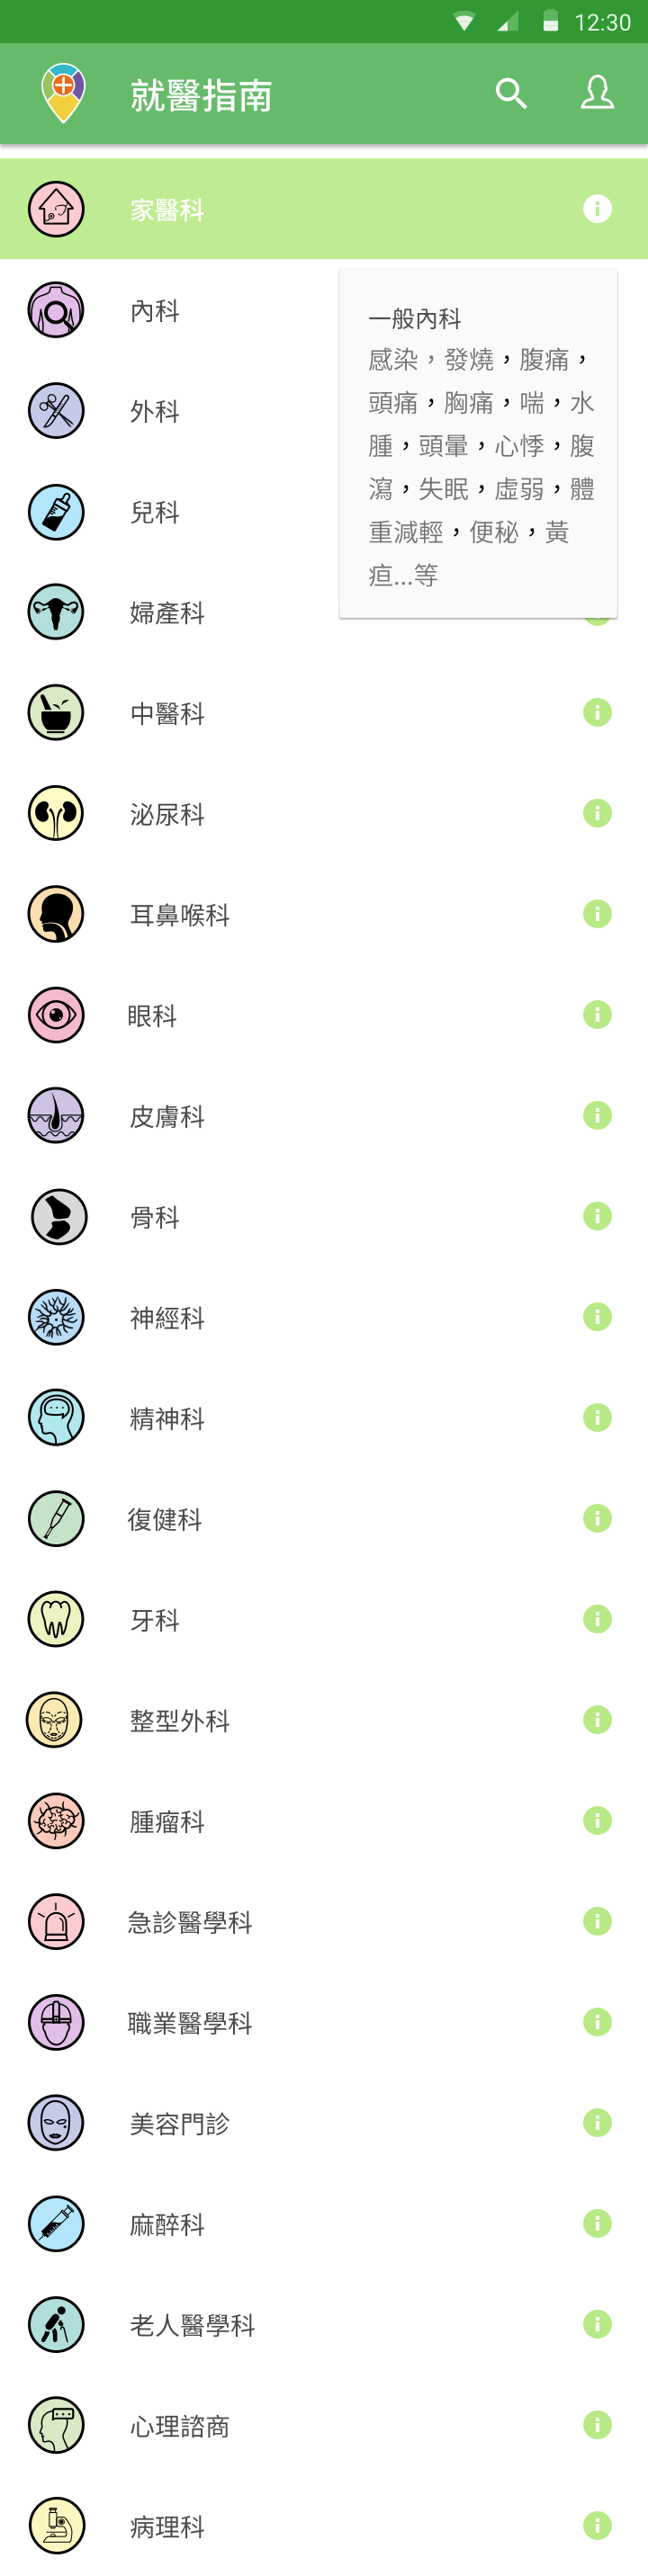 12:30
就醫指南
家醫科
內科
一般內科
感染，發燒，腹痛，
頭痛，胸痛，喘，水
腫，頭暈，心悸，腹
瀉，失眠，虛弱，體
重減輕，便秘，黃
疸...等
外科
兒科
婦產科
中醫科
泌尿科
耳鼻喉科
眼科
皮膚科
骨科
神經科
精神科
復健科
牙科
整型外科
腫瘤科
急診醫學科
職業醫學科
美容門診
麻醉科
老人醫學科
心理諮商
病理科